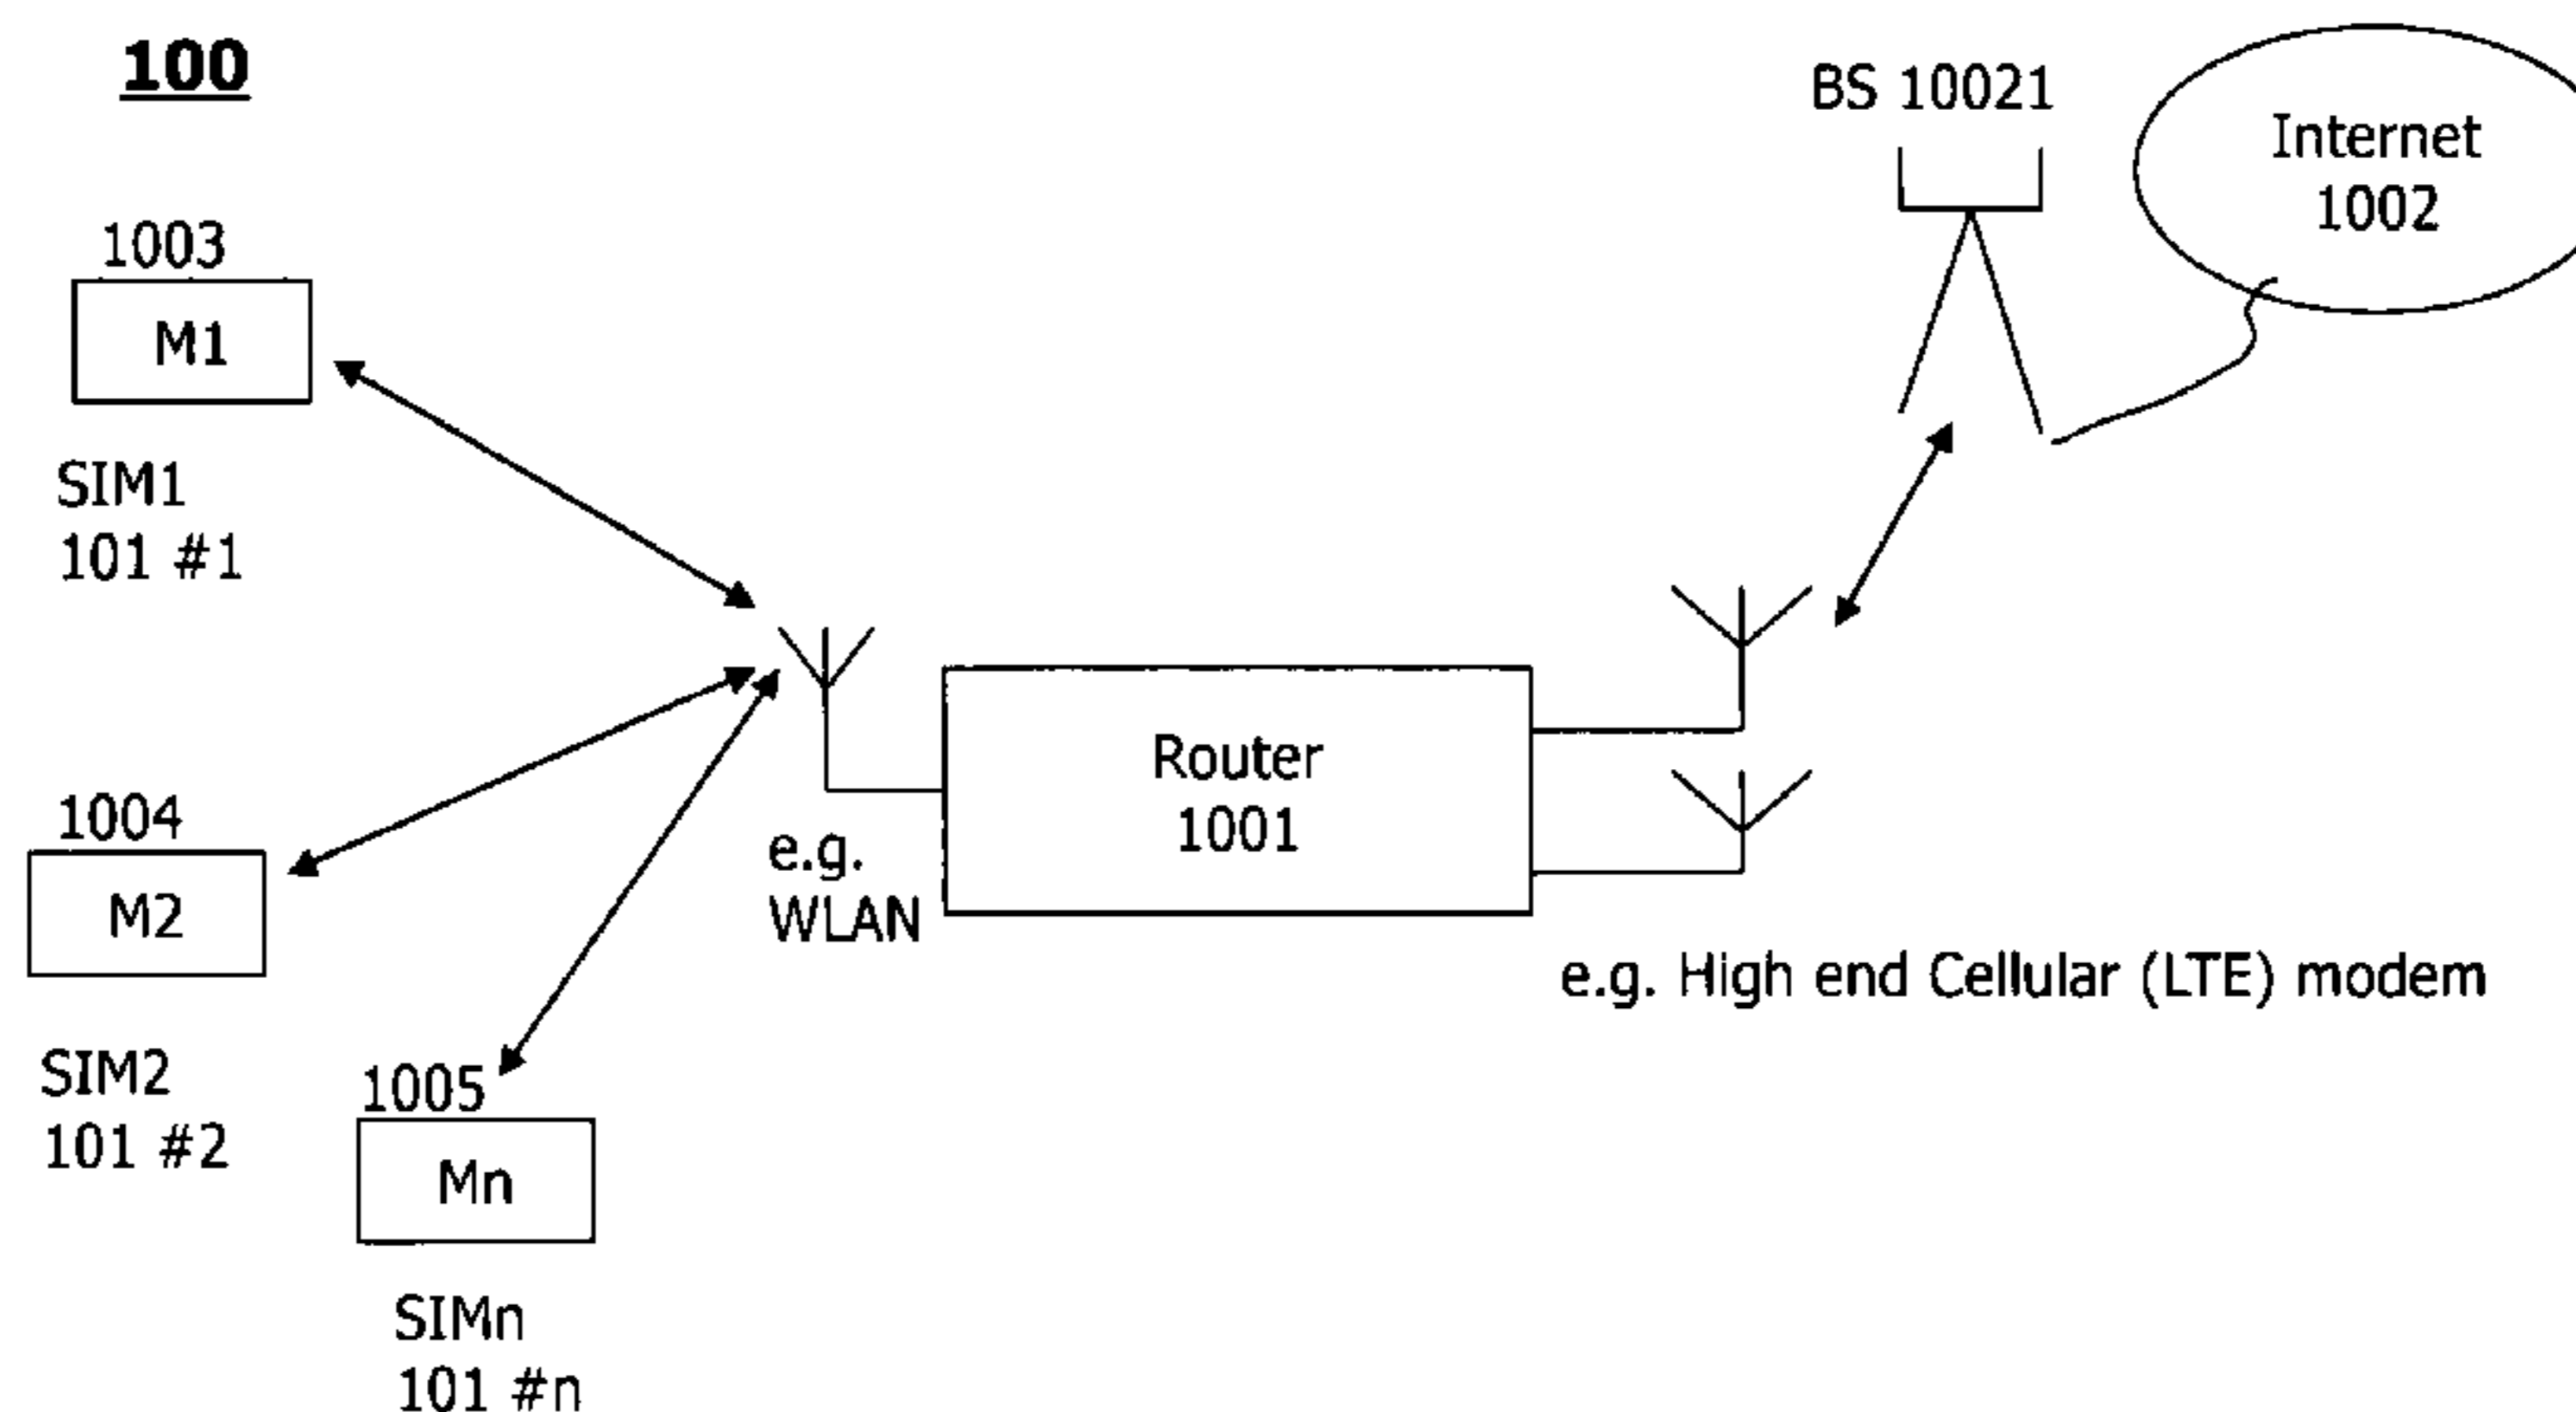 100
BS 10021
Internet
1002
1003
M1
SIM1
101 #1
1004
M2
SIM2
101 #2
1005
Mn
SIMn
101 #n
e.g.
WLAN
Router
1001
e.g. High end Cellular (LTE) modem